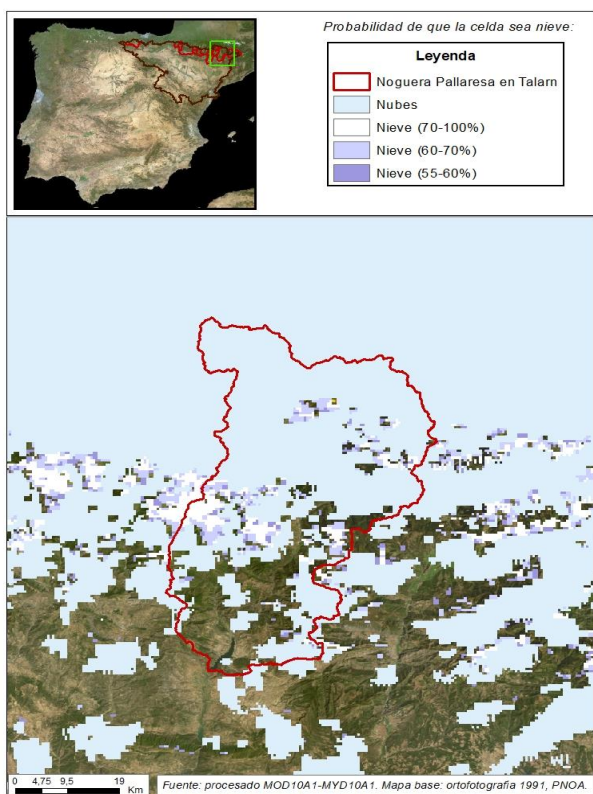 Probabilidad de que la celda sea nieve:
Leyenda
Noguera Pallaresa en Talarn
Nubes
Nieve (70-100%)
Nieve (60-70%)
Nieve (55-60%)
0 4,75 9,5 19
Km
Fuente: procesado MOD10A1-MYD10A1. Mapa base: ortofotografía 1991, PNOA.